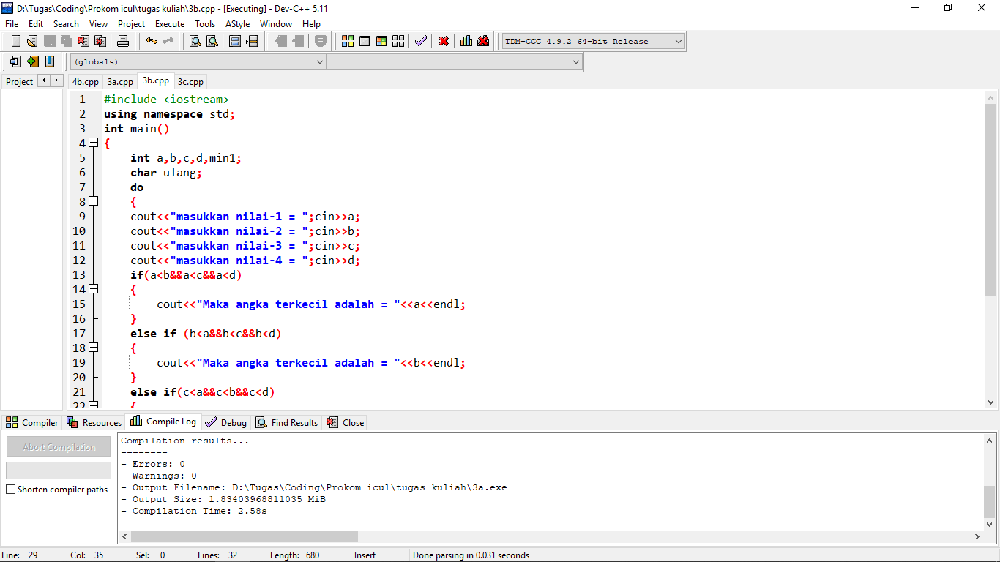 D:\Tugas\Coding\Prokom icul\tugas kuliah\3b.cpp - [Executing] - Dev-C++ 5.11
File Edit Search View Project Execute Tools AStyle Window Help
TDM-GCC 4.9.2 64-bit Release
(globals)
Project 4b.cpp 3a.cpp 3b.cpp 3c.cpp
1 #include <iostream>
2 using namespace std;
3 int main()
4 {
5 int a,b,c,d,min1;
6 char ulang;
7 do
8 {
9 cout<<"masukkan nilai-1 = ";cin>>a;
10 cout<<"masukkan nilai-2 = ";cin>>b;
11 cout<<"masukkan nilai-3 = ";cin>>c;
12 cout<<"masukkan nilai-4 = ";cin>>d;
13 if(a<b&&a<c&&a<d)
14 {
15 cout<<"Maka angka terkecil adalah = "<<a<<endl;
16 }
17 else if (b<a&&b<c&&b<d)
18 {
19 cout<<"Maka angka terkecil adalah = "<<b<<endl;
20 }
21 else if(c<a&&c<b&&c<d)
22 {
Compiler Resources Compile Log Debug Find Results Close
Abort Compilation
Shorten compiler paths
Compilation results...
--------
- Errors: 0
- Warnings: 0
- Output Filename: D:\Tugas\Coding\Prokom icul\tugas kuliah\3a.exe
- Output Size: 1.83403968811035 MiB
- Compilation Time: 2.58s
Line: 29 Col: 35 Sel: 0 Lines: 32 Length: 680 Insert Done parsing in 0.031 seconds